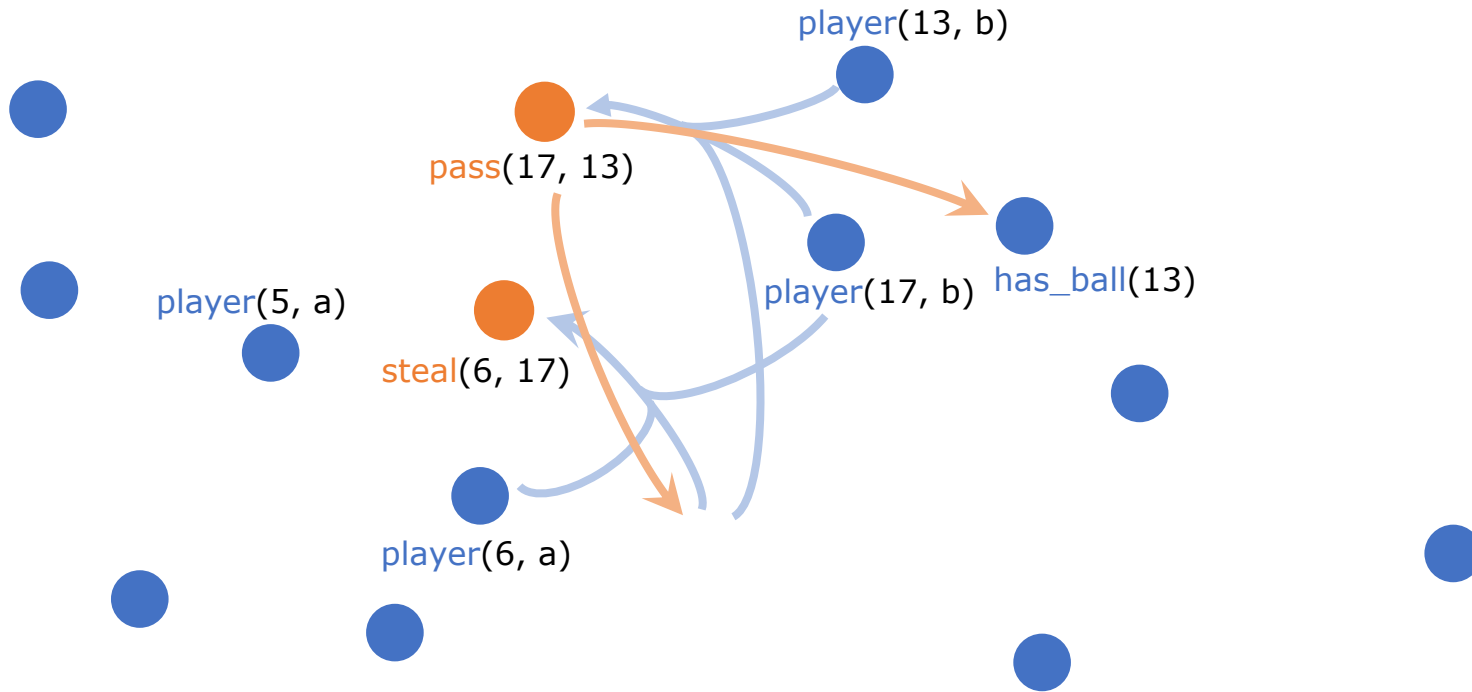 player(13, b)
pass(17, 13)
player(17, b)
has_ball(13)
player(5, a)
steal(6, 17)
player(6, a)